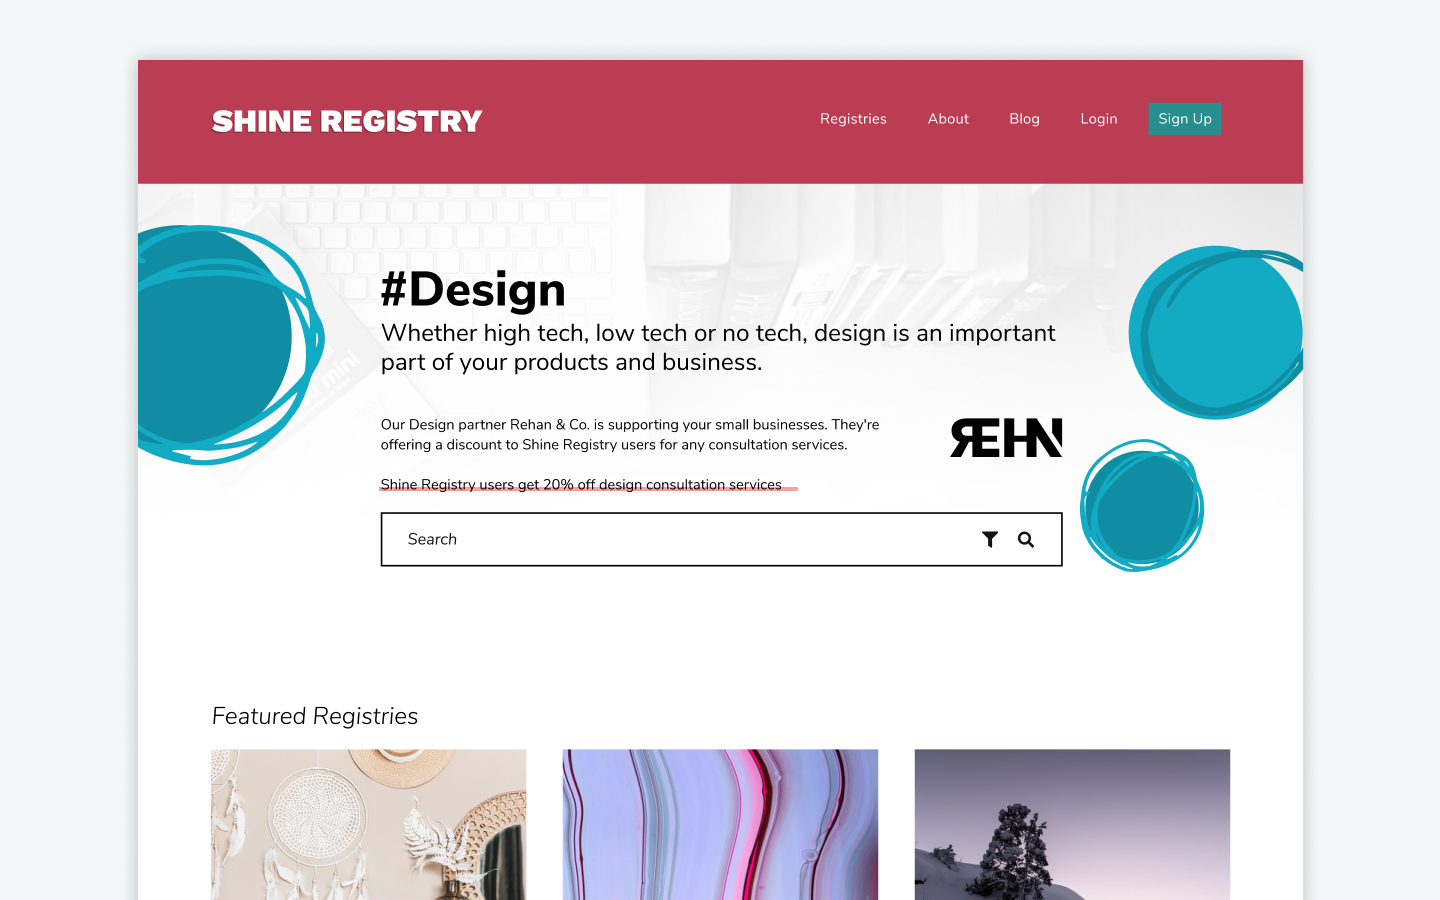 SHINE REGISTRY
Registries
About
Blog
Login
Sign Up
#Design
Whether high tech, low tech or no tech, design is an important
part of your products and business.
Our Design partner Rehan & Co. is supporting your small businesses. They're
offering a discount to Shine Registry users for any consultation services.
REHN
Shine Registry users get 20% off design consultation services
Search
Featured Registries